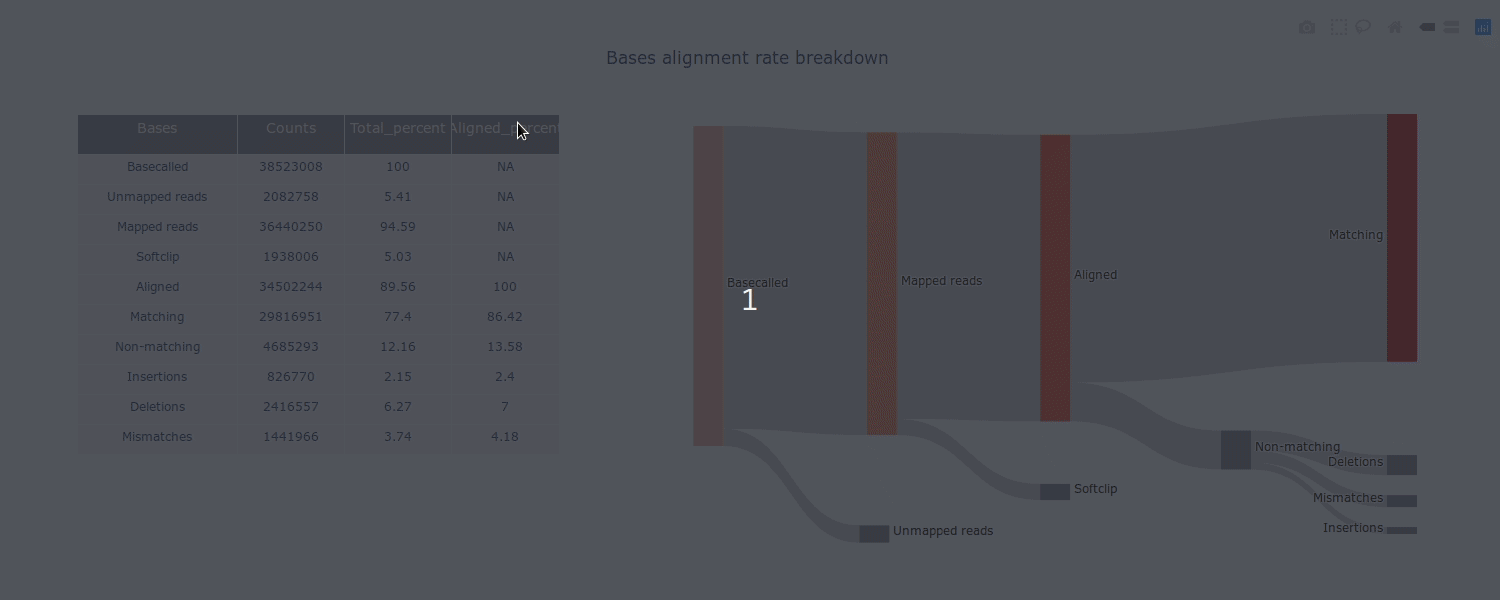 Bases alignment rate breakdown
Bases Counts Total_percent Aligned_percent
Basecalled 38523008 100 NA
Unmapped reads 2082758 5.41 NA
Mapped reads 36440250 94.59 NA
Softclip 1938006 5.03 NA
Aligned 34502244 89.56 100
Matching 29816951 77.4 86.42
Non-matching 4685293 12.16 13.58
Insertions 826770 2.15 2.4
Deletions 2416557 6.27 7
Mismatches 1441966 3.74 4.18
Matching
Aligned
Mapped reads
Basecalled
1
Non-matching
Deletions
Softclip
Mismatches
Insertions
Unmapped reads